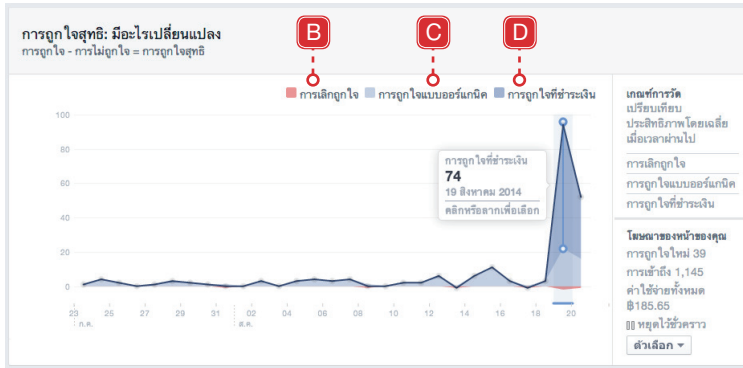 การถูกใจสุทธิ: มีอะไรเปลี่ยนแปลง
การถูกใจ - การไม่ถูกใจ = การถูกใจสุทธิ
B C D
การเลิกถูกใจ การถูกใจแบบออร์แกนิค การถูกใจที่ชำระเงิน
100
80
60
40
20
0
การถูกใจที่ชำระเงิน
74
19 สิงหาคม 2014
คลิกหรือลากเพื่อเลือก
23 25 27 29 31 02 04 06 08 10 12 14 16 18 20
ก.ค. ส.ค.
เกณฑ์การวัด
เปรียบเทียบ
ประสิทธิภาพโดยเฉลี่ย
เมื่อเวลาผ่านไป
การเลิกถูกใจ
การถูกใจแบบออร์แกนิค
การถูกใจที่ชำระเงิน
โฆษณาของหน้าของคุณ
การถูกใจใหม่ 39
การเข้าถึง 1,145
ค่าใช้จ่ายทั้งหมด
฿185.65
หยุดไว้ชั่วคราว
ตัวเลือก